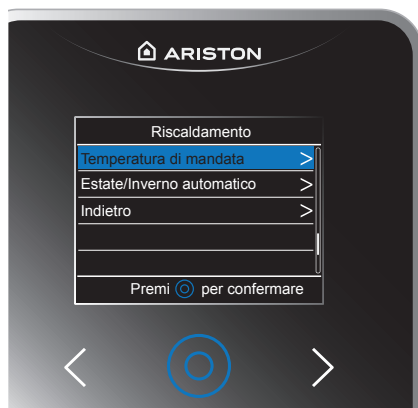 ARISTON
Riscaldamento
Temperatura di mandata >
Estate/Inverno automatico >
Indietro >
Premi per confermare